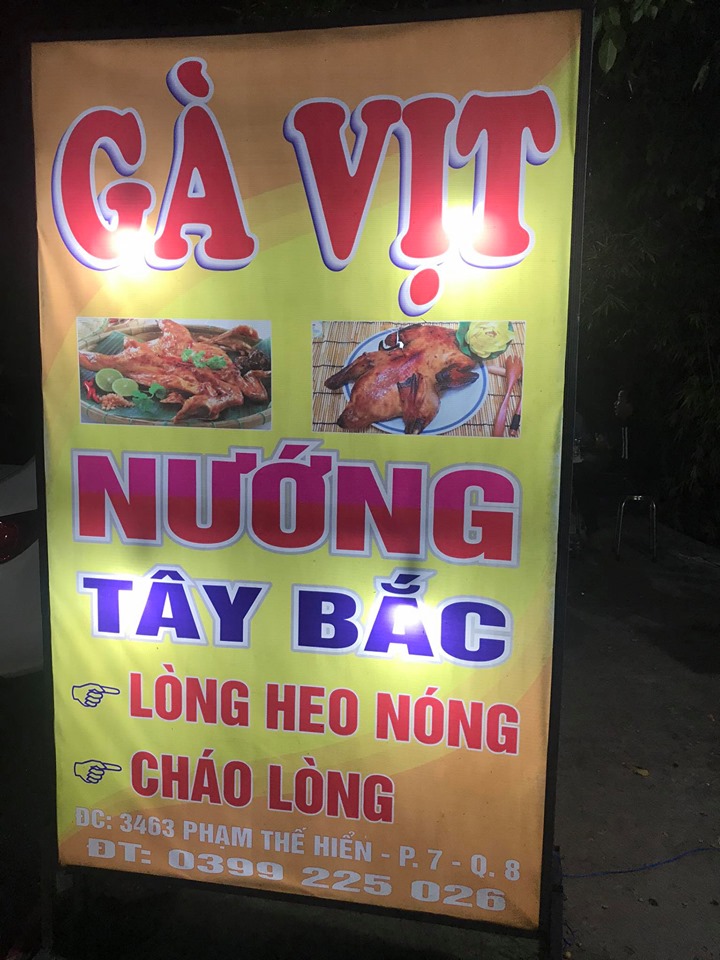 GÀ VỊT
NƯỚNG
TÂY BẮC
LÒNG HEO NÓNG
CHÁO LÒNG
ĐC: 3463 PHẠM THẾ HIỂN - P. 7 - Q. 8
ĐT: 0399 225 026